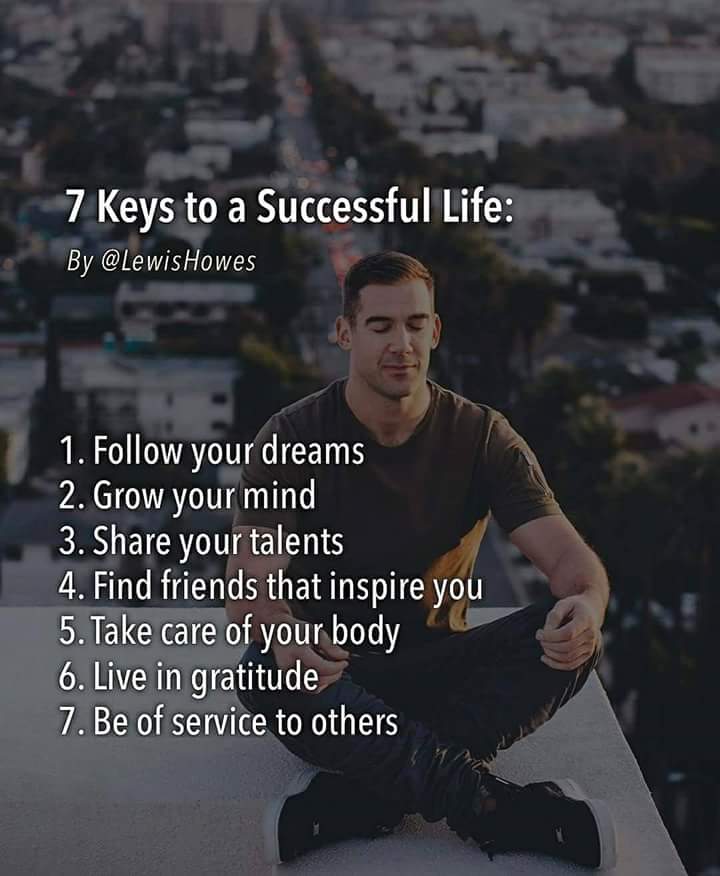 7 Keys to a Successful Life:
By @LewisHowes
1. Follow your dreams
2. Grow your mind
3. Share your talents
4. Find friends that inspire you
5. Take care of your body
6. Live in gratitude
7. Be of service to others